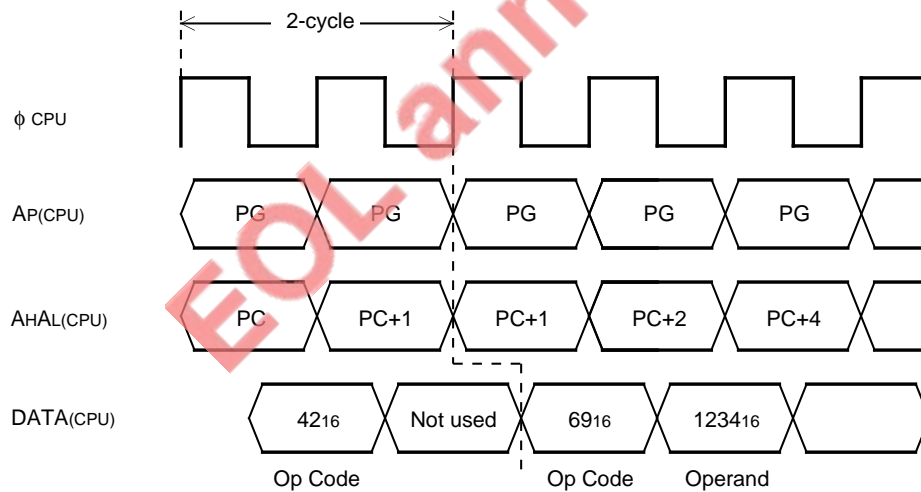 2-cycle
ϕ CPU
AP(CPU) PG PG PG PG PG
AHAL(CPU) PC PC+1 PC+1 PC+2 PC+4
DATA(CPU) 4216 Not used 6916 123416
Op Code Op Code Operand
EOL ann